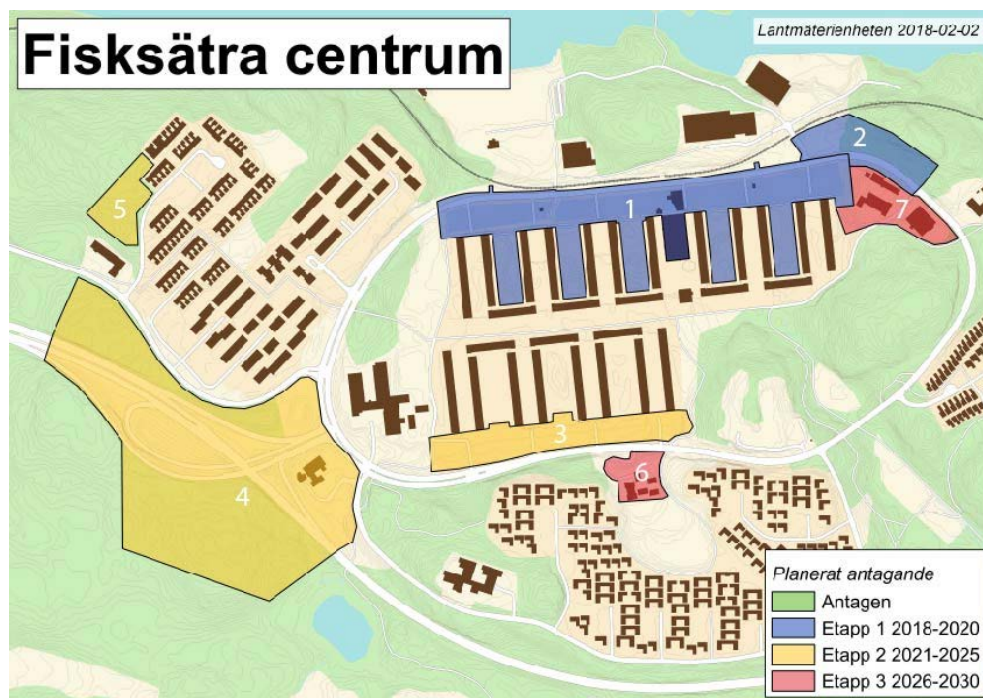 Fisksätra centrum
Lantmäterienheten 2018-02-02
2
5
1
7
3
6
4
Planerat antagande
Antagen
Etapp 1 2018-2020
Etapp 2 2021-2025
Etapp 3 2026-2030